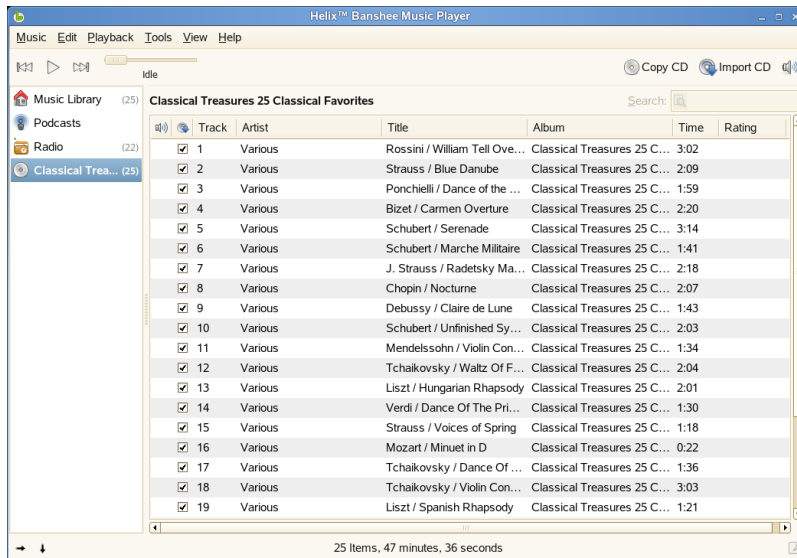 Helix™ Banshee Music Player
Music Edit Playback Tools View Help
Idle
Copy CD Import CD
Music Library (25)
Podcasts
Radio (22)
Classical Trea... (25)
Classical Treasures 25 Classical Favorites Search:
Track Artist Title Album Time Rating
1 Various Rossini / William Tell Ove... Classical Treasures 25 C... 3:02
2 Various Strauss / Blue Danube Classical Treasures 25 C... 2:09
3 Various Ponchielli / Dance of the ... Classical Treasures 25 C... 1:59
4 Various Bizet / Carmen Overture Classical Treasures 25 C... 2:20
5 Various Schubert / Serenade Classical Treasures 25 C... 3:14
6 Various Schubert / Marche Militaire Classical Treasures 25 C... 1:41
7 Various J. Strauss / Radetsky Ma... Classical Treasures 25 C... 2:18
8 Various Chopin / Nocturne Classical Treasures 25 C... 2:07
9 Various Debussy / Claire de Lune Classical Treasures 25 C... 1:43
10 Various Schubert / Unfinished Sy... Classical Treasures 25 C... 2:03
11 Various Mendelssohn / Violin Con... Classical Treasures 25 C... 1:34
12 Various Tchaikovsky / Waltz Of F... Classical Treasures 25 C... 2:04
13 Various Liszt / Hungarian Rhapsody Classical Treasures 25 C... 2:01
14 Various Verdi / Dance Of The Pri... Classical Treasures 25 C... 1:30
15 Various Strauss / Voices of Spring Classical Treasures 25 C... 1:18
16 Various Mozart / Minuet in D Classical Treasures 25 C... 0:22
17 Various Tchaikovsky / Dance Of ... Classical Treasures 25 C... 1:36
18 Various Tchaikovsky / Violin Con... Classical Treasures 25 C... 3:03
19 Various Liszt / Spanish Rhapsody Classical Treasures 25 C... 1:21
25 Items, 47 minutes, 36 seconds